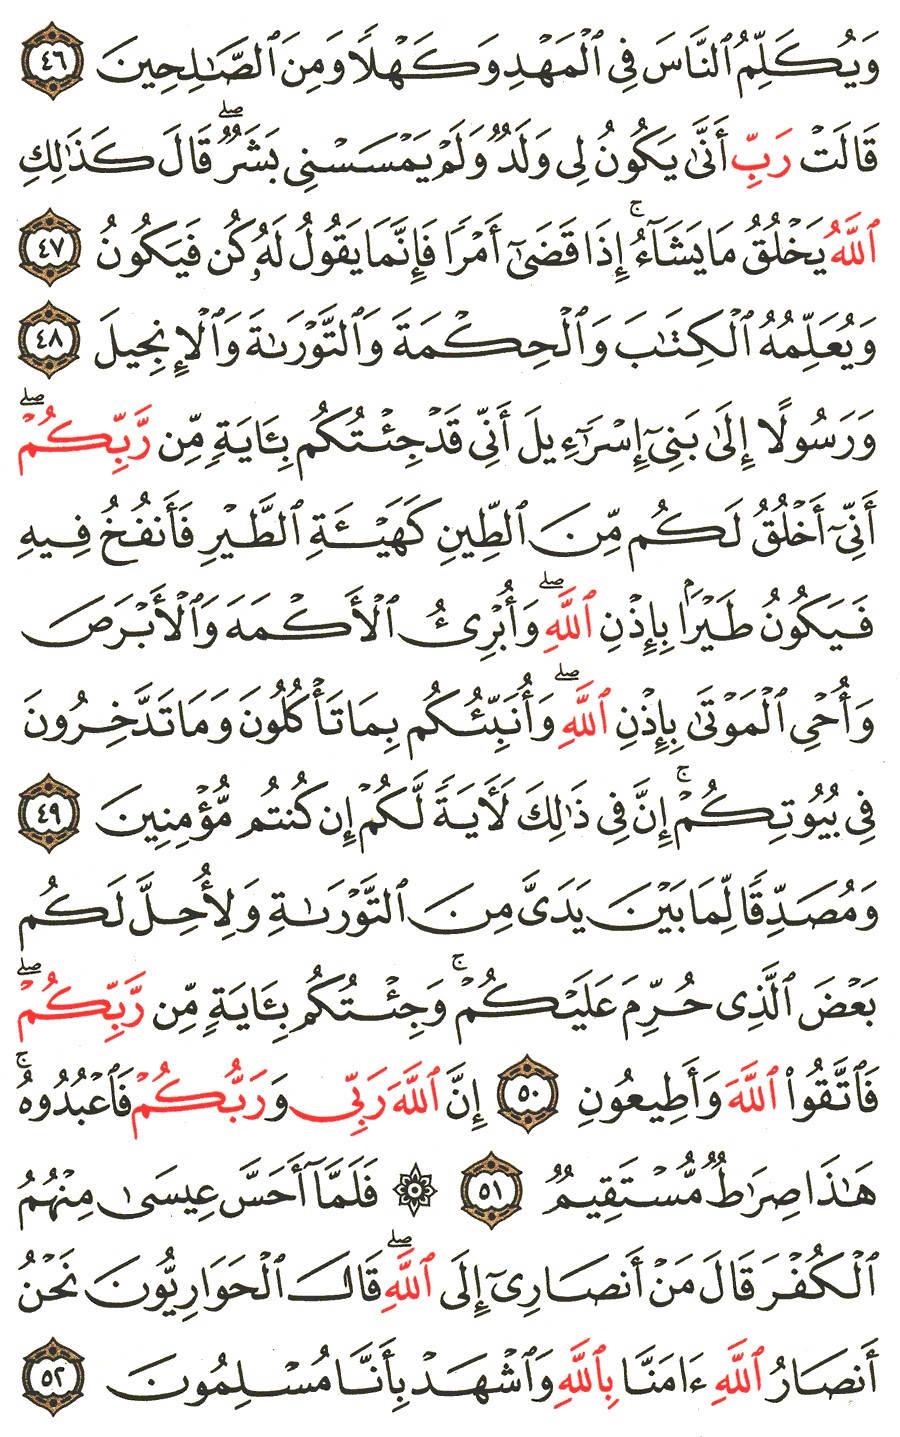 وَيُكَلِّمُ ٱلنَّاسَ فِي ٱلۡمَهۡدِ وَكَهۡلٗا وَمِنَ ٱلصَّٰلِحِينَ ٤٦
قَالَتۡ رَبِّ أَنَّىٰ يَكُونُ لِي وَلَدٞ وَلَمۡ يَمۡسَسۡنِي بَشَرٞۖ قَالَ كَذَٰلِكِ
ٱللَّهُ يَخۡلُقُ مَا يَشَآءُۚ إِذَا قَضَىٰٓ أَمۡرٗا فَإِنَّمَا يَقُولُ لَهُۥ كُن فَيَكُونُ ٤٧
وَيُعَلِّمُهُ ٱلۡكِتَٰبَ وَٱلۡحِكۡمَةَ وَٱلتَّوۡرَىٰةَ وَٱلۡإِنجِيلَ ٤٨
وَرَسُولًا إِلَىٰ بَنِيٓ إِسۡرَٰٓءِيلَ أَنِّي قَدۡ جِئۡتُكُم بِـَٔايَةٖ مِّن رَّبِّكُمۡۖ
أَنِّيٓ أَخۡلُقُ لَكُم مِّنَ ٱلطِّينِ كَهَيۡـَٔةِ ٱلطَّيۡرِ فَأَنفُخُ فِيهِ
فَيَكُونُ طَيۡرَۢا بِإِذۡنِ ٱللَّهِۖ وَأُبۡرِئُ ٱلۡأَكۡمَهَ وَٱلۡأَبۡرَصَ
وَأُحۡيِ ٱلۡمَوۡتَىٰ بِإِذۡنِ ٱللَّهِۖ وَأُنَبِّئُكُم بِمَا تَأۡكُلُونَ وَمَا تَدَّخِرُونَ
فِي بُيُوتِكُمۡۚ إِنَّ فِي ذَٰلِكَ لَأٓيَةٗ لَّكُمۡ إِن كُنتُم مُّؤۡمِنِينَ ٤٩
وَمُصَدِّقٗا لِّمَا بَيۡنَ يَدَيَّ مِنَ ٱلتَّوۡرَىٰةِ وَلِأُحِلَّ لَكُم
بَعۡضَ ٱلَّذِي حُرِّمَ عَلَيۡكُمۡۚ وَجِئۡتُكُم بِـَٔايَةٖ مِّن رَّبِّكُمۡۖ
فَٱتَّقُواْ ٱللَّهَ وَأَطِيعُونِ ٥٠ إِنَّ ٱللَّهَ رَبِّي وَرَبُّكُمۡ فَٱعۡبُدُوهُۚ
هَٰذَا صِرَٰطٞ مُّسۡتَقِيمٞ ٥١ ۞ فَلَمَّآ أَحَسَّ عِيسَىٰ مِنۡهُمُ
ٱلۡكُفۡرَ قَالَ مَنۡ أَنصَارِيٓ إِلَى ٱللَّهِۖ قَالَ ٱلۡحَوَارِيُّونَ نَحۡنُ
أَنصَارُ ٱللَّهِ ءَامَنَّا بِٱللَّهِ وَٱشۡهَدۡ بِأَنَّا مُسۡلِمُونَ ٥٢